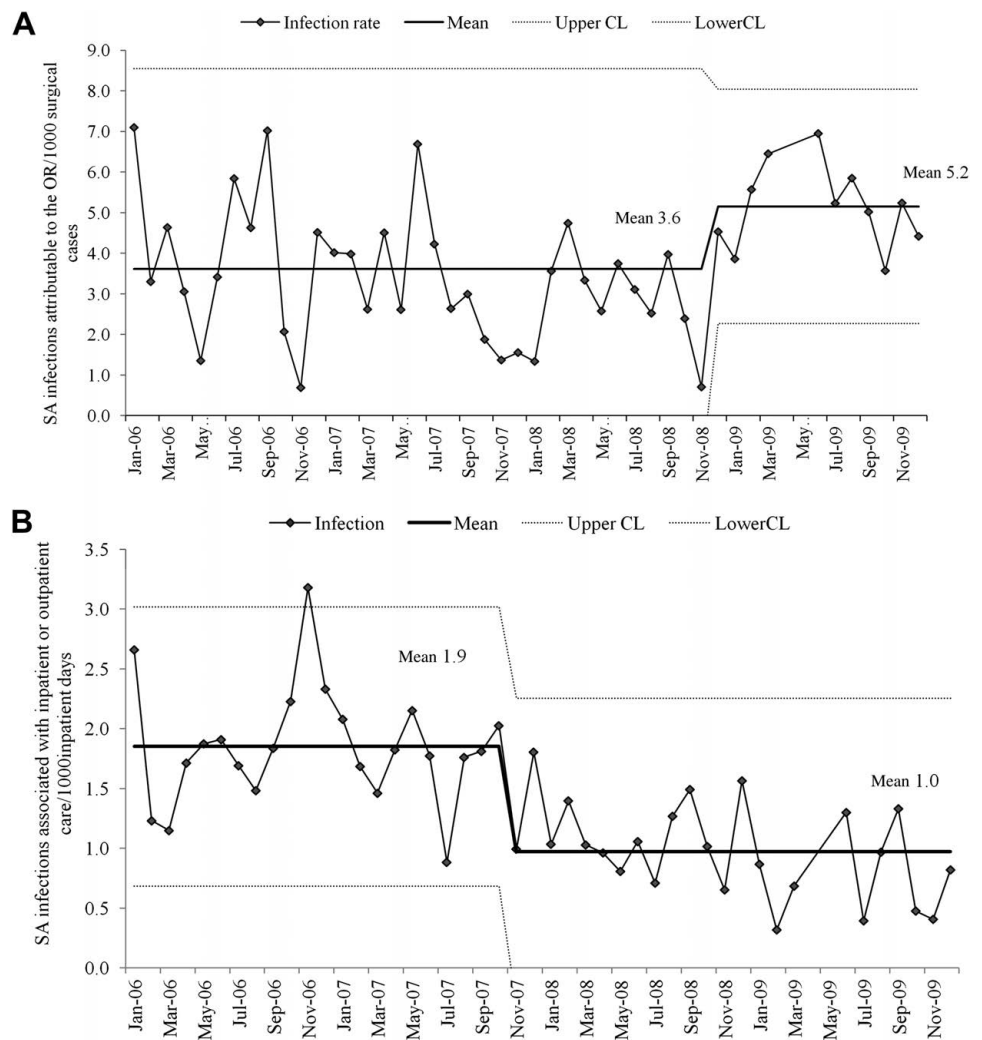 A
Infection rate Mean Upper CL LowerCL
SA infections attributable to the OR/1000 surgical
cases
9.0
8.0
7.0
6.0
5.0
4.0
3.0
2.0
1.0
0.0
Mean 3.6
Mean 5.2
Jan-06
Mar-06
May...
Jul-06
Sep-06
Nov-06
Jan-07
Mar-07
May...
Jul-07
Sep-07
Nov-07
Jan-08
Mar-08
May...
Jul-08
Sep-08
Nov-08
Jan-09
Mar-09
May...
Jul-09
Sep-09
Nov-09
B
Infection Mean Upper CL LowerCL
SA infections associated with inpatient or outpatient
care/1000inpatient days
3.5
3.0
2.5
2.0
1.5
1.0
0.5
0.0
Mean 1.9
Mean 1.0
Jan-06
Mar-06
May-06
Jul-06
Sep-06
Nov-06
Jan-07
Mar-07
May-07
Jul-07
Sep-07
Nov-07
Jan-08
Mar-08
May-08
Jul-08
Sep-08
Nov-08
Jan-09
Mar-09
May-09
Jul-09
Sep-09
Nov-09